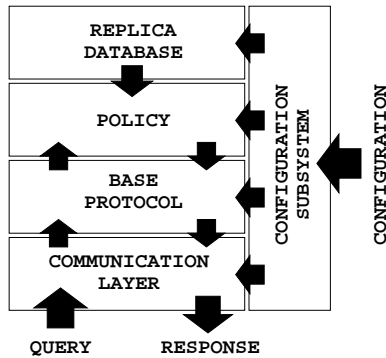 REPLICA
DATABASE
POLICY
BASE
PROTOCOL
COMMUNICATION
LAYER
CONFIGURATION
SUBSYSTEM
CONFIGURATION
QUERY
RESPONSE